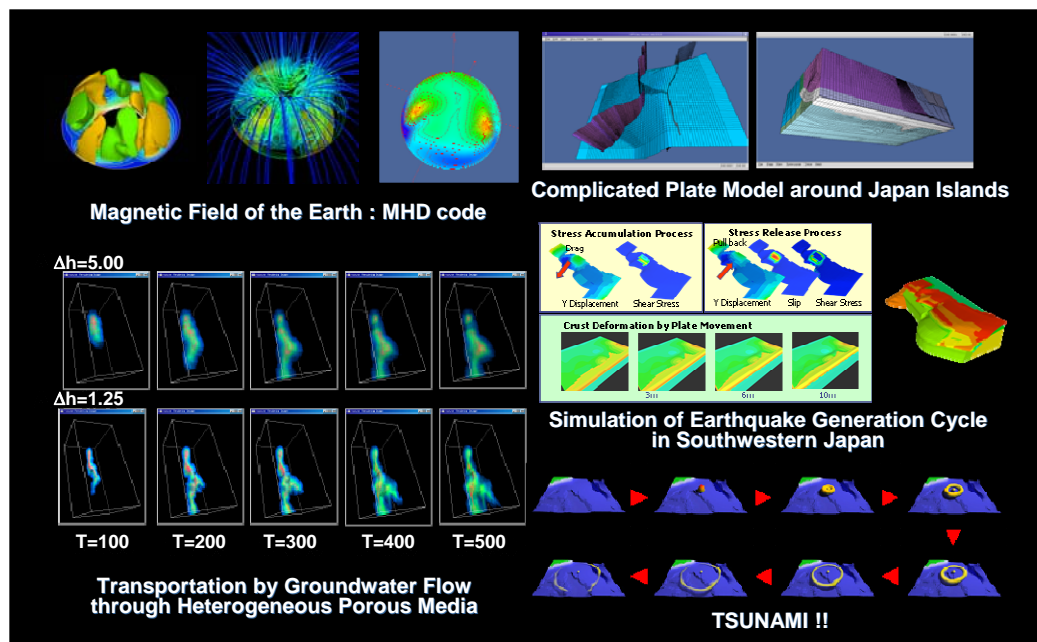 Magnetic Field of the Earth : MHD code
Complicated Plate Model around Japan Islands
Δh=5.00
Δh=1.25
T=100 T=200 T=300 T=400 T=500
Transportation by Groundwater Flow
through Heterogeneous Porous Media
Stress Accumulation Process
Drag
Y Displacement Shear Stress
Stress Release Process
Pull back
Y Displacement Slip Shear Stress
Crust Deformation by Plate Movement
3m 6m 10m
Simulation of Earthquake Generation Cycle
in Southwestern Japan
TSUNAMI !!